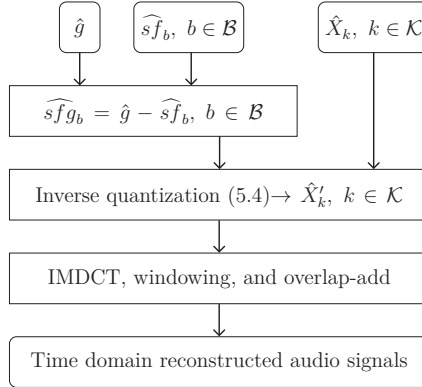 ĝ
\widehat{sf}_b, b ∈ ℬ
X̂_k, k ∈ 𝒦
\widehat{sfg}_b = ĝ − \widehat{sf}_b, b ∈ ℬ
Inverse quantization (5.4)→ X̂′_k, k ∈ 𝒦
IMDCT, windowing, and overlap-add
Time domain reconstructed audio signals